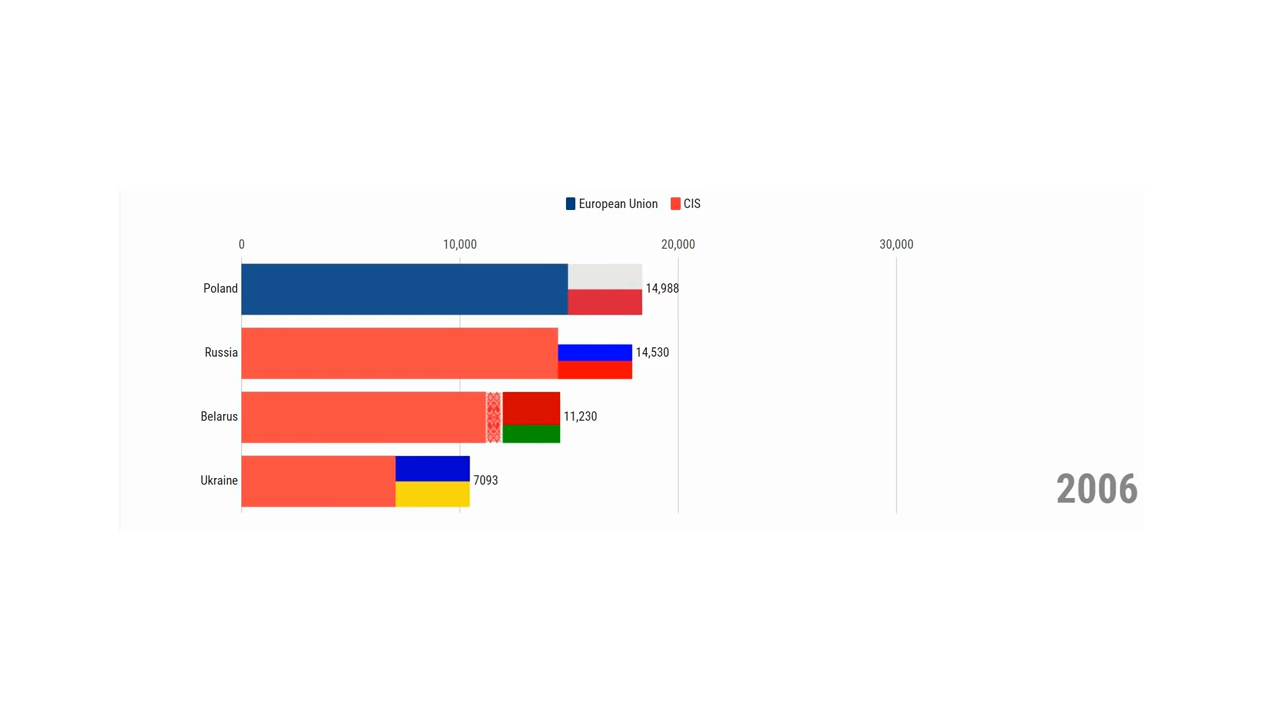 European Union CIS
0 10,000 20,000 30,000
Poland 14,988
Russia 14,530
Belarus 11,230
Ukraine 7093
2006